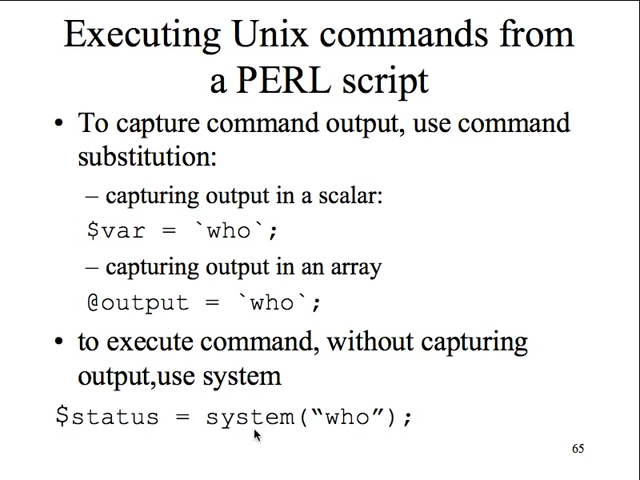 Executing Unix commands from
a PERL script
• To capture command output, use command
substitution:
– capturing output in a scalar:
$var = `who`;
– capturing output in an array
@output = `who`;
• to execute command, without capturing
output,use system
$status = system(“who”);
65